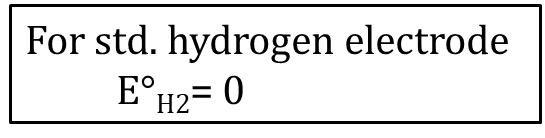 For std. hydrogen electrode
E°H2= 0